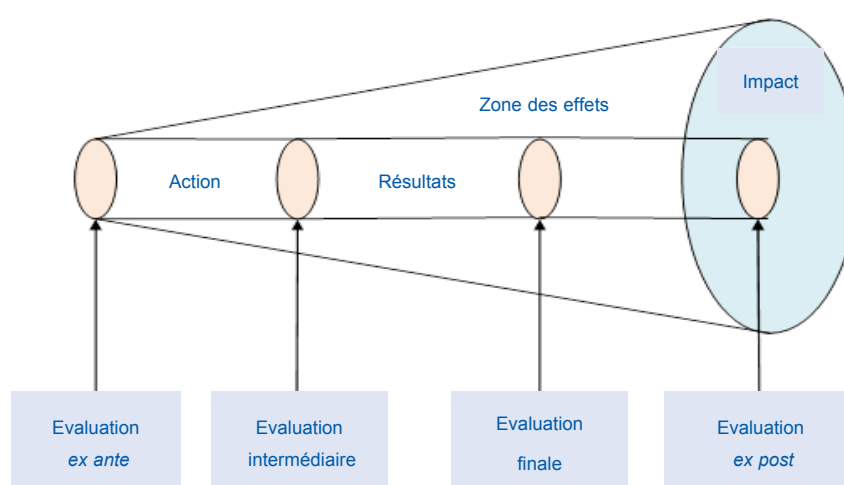 Impact
Zone des effets
Action
Résultats
Evaluation
ex ante
Evaluation
intermédiaire
Evaluation
finale
Evaluation
ex post